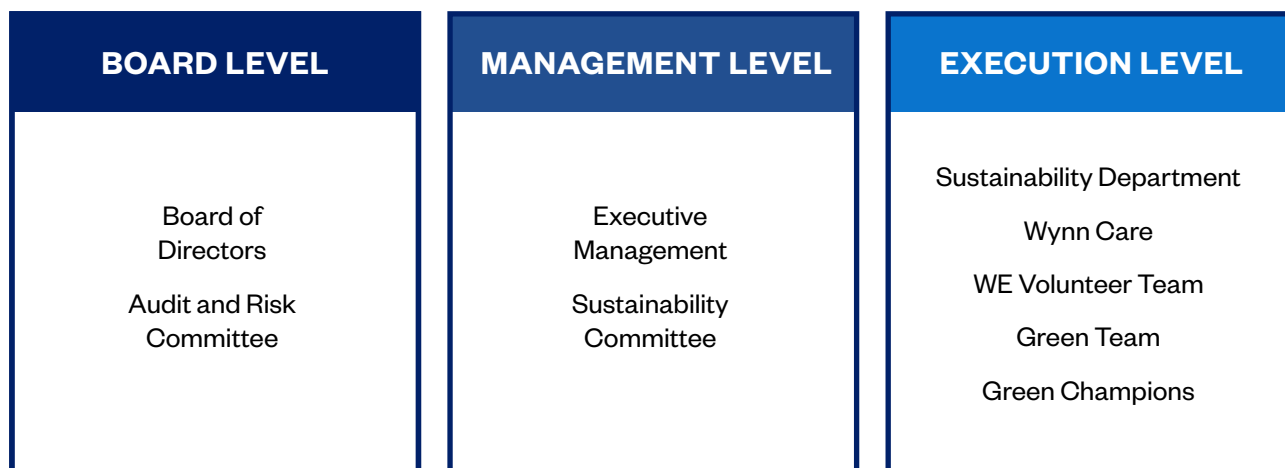 BOARD LEVEL
Board of
Directors
Audit and Risk
Committee
MANAGEMENT LEVEL
Executive
Management
Sustainability
Committee
EXECUTION LEVEL
Sustainability Department
Wynn Care
WE Volunteer Team
Green Team
Green Champions